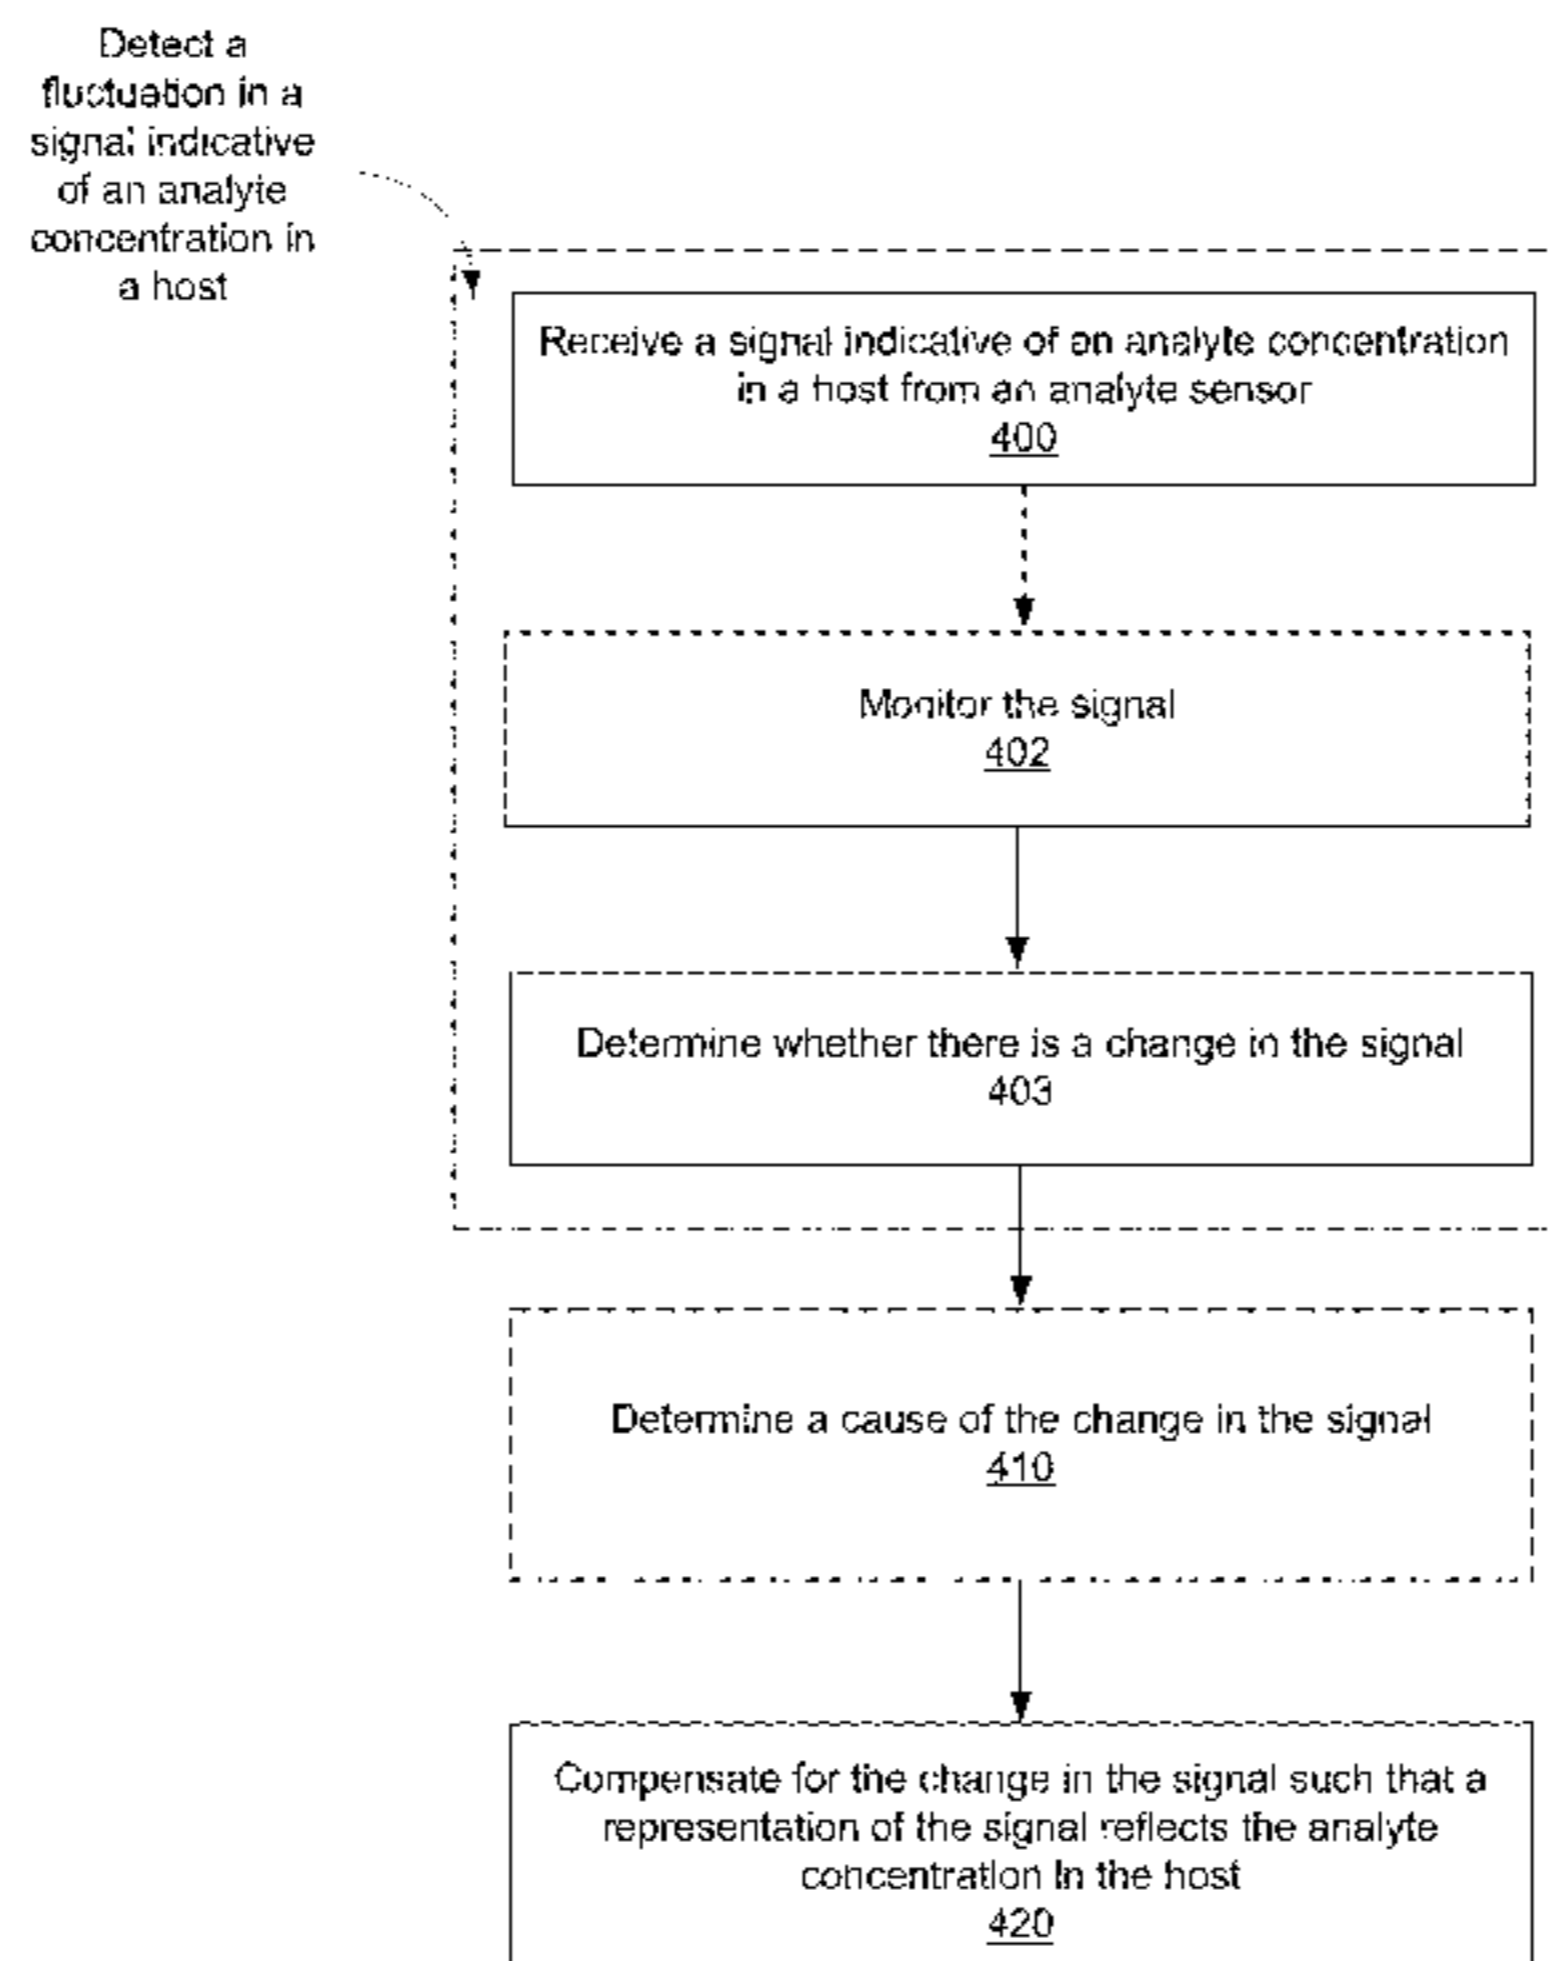 Detect a
fluctuation in a
signal indicative
of an analyte
concentration in
a host
Receive a signal indicative of an analyte concentration
in a host from an analyte sensor
400
Monitor the signal
402
Determine whether there is a change in the signal
403
Determine a cause of the change in the signal
410
Compensate for the change in the signal such that a
representation of the signal reflects the analyte
concentration in the host
420